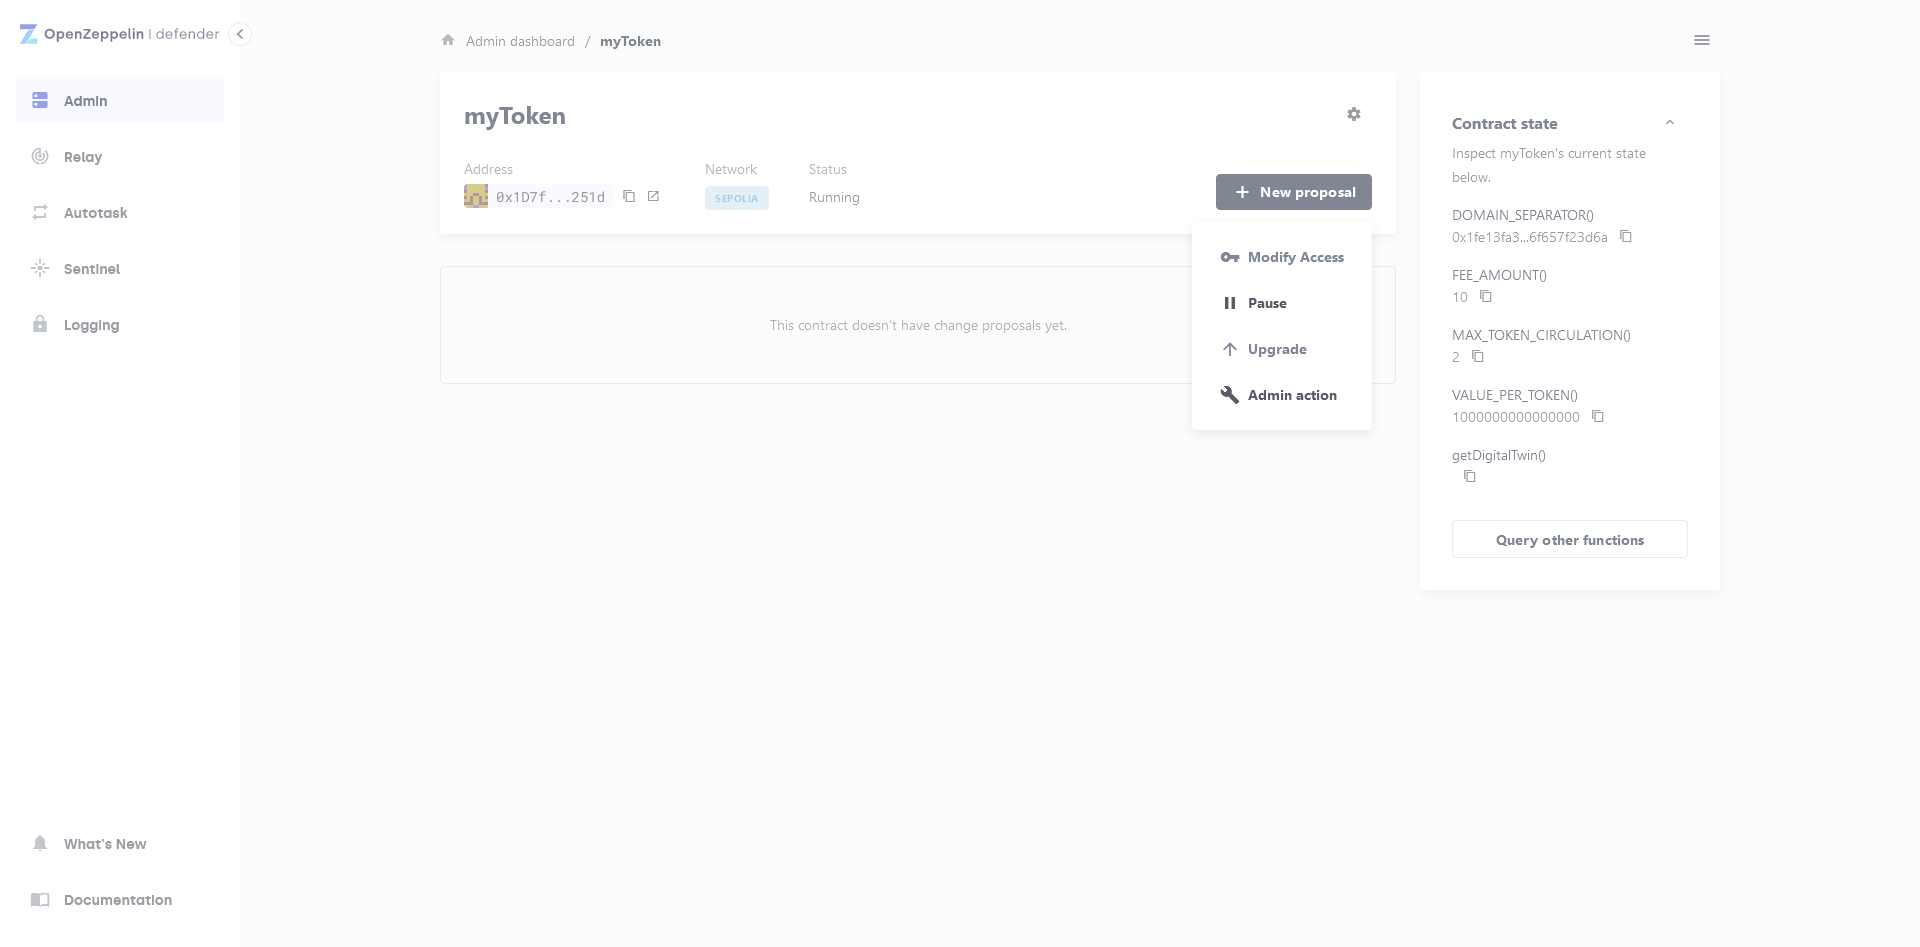 OpenZeppelin | defender
Admin
Relay
Autotask
Sentinel
Logging
What's New
Documentation
Admin dashboard / myToken
myToken
Address
0x1D7f...251d
Network
SEPOLIA
Status
Running
New proposal
Modify Access
Pause
Upgrade
Admin action
This contract doesn't have change proposals yet.
Contract state
Inspect myToken's current state
below.
DOMAIN_SEPARATOR()
0x1fe13fa3...6f657f23d6a
FEE_AMOUNT()
10
MAX_TOKEN_CIRCULATION()
2
VALUE_PER_TOKEN()
1000000000000000
getDigitalTwin()
Query other functions